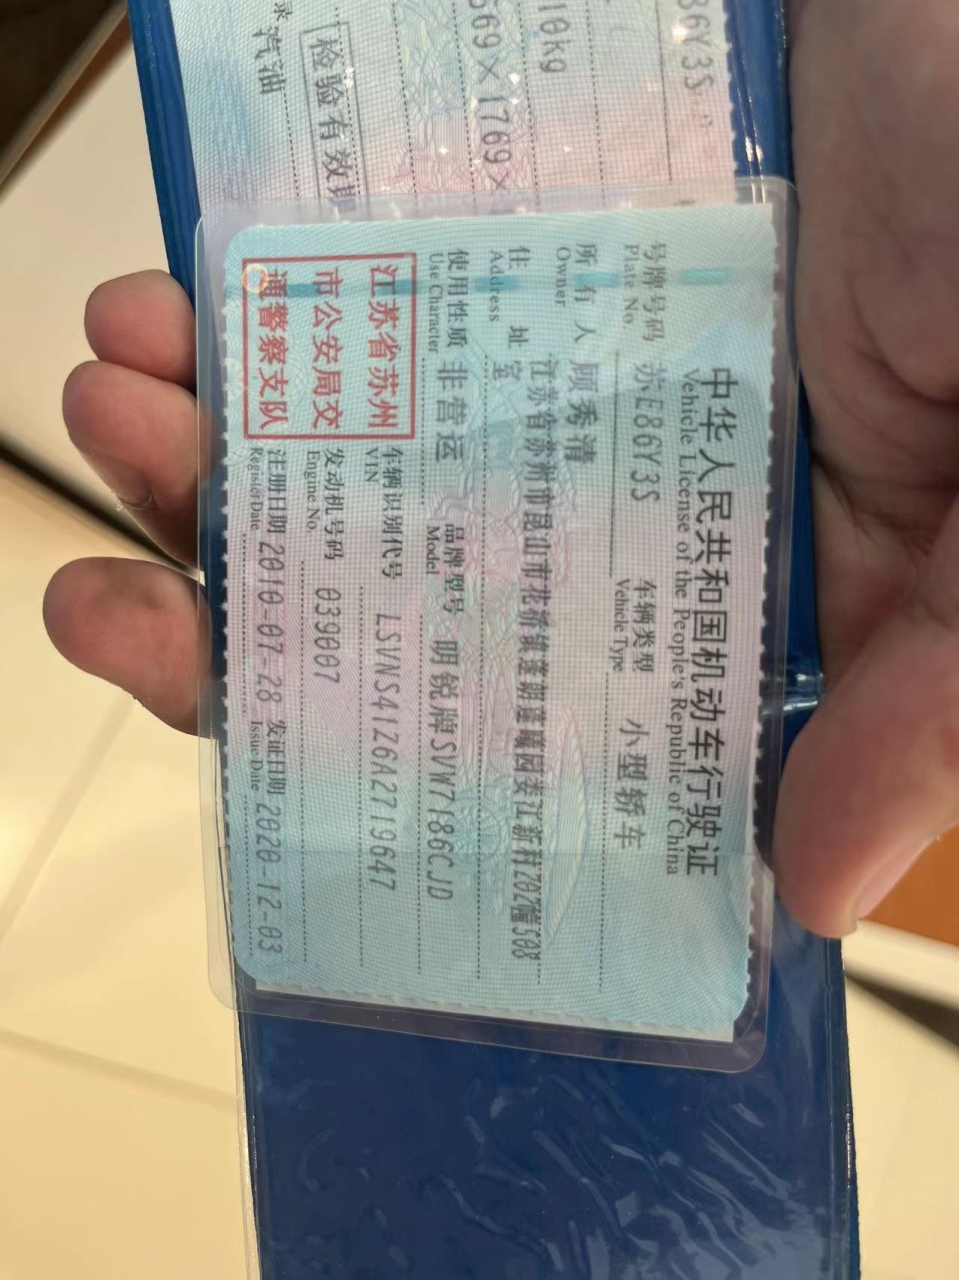 中华人民共和国机动车行驶证
Vehicle License of the People's Republic of China
号牌号码 苏E86Y3S 车辆类型 小型轿车
Plate No. Vehicle Type
所有人 顾秀清
Owner
住址 江苏省苏州市昆山市花桥镇蓬朗蓬曦园娄江新村202幢508
Address 室
使用性质 非营运 品牌型号 明锐牌SVW7186CJD
Use Character Model
江苏省苏州
市公安局交
通警察支队
车辆识别代号 LSVNS41Z6A2719647
VIN
发动机号码 039007
Engine No.
注册日期 2010-07-28 发证日期 2020-12-03
Register Date Issue Date
86Y3S
10kg
569×1769×
检验有效期
录 汽油